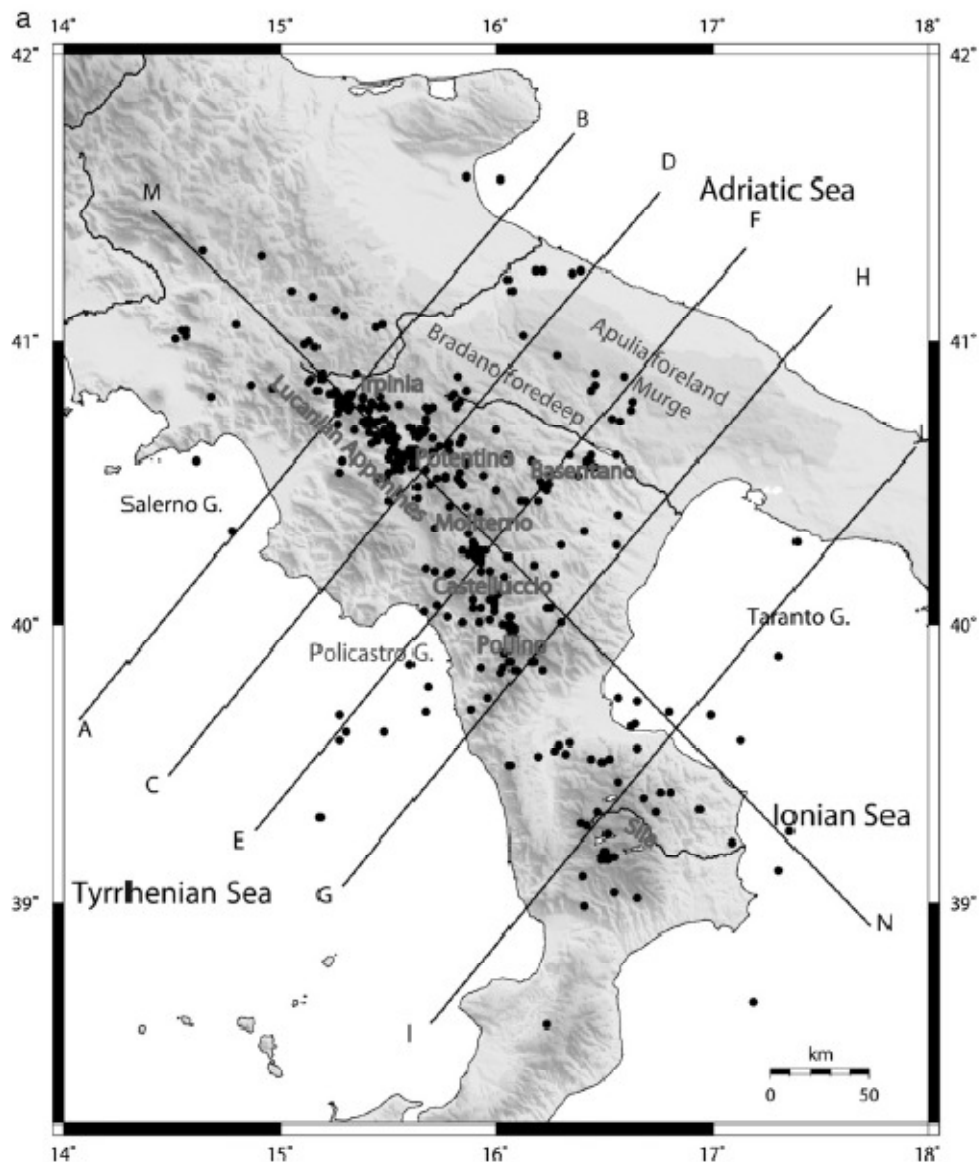 a
14° 15° 16° 17° 18°
42° 42°
B
D
M
Adriatic Sea
F
H
41° 41°
Apulia foreland
Bradano foredeep
Murge
Irpinia
Lucanian Appennines
L
Potentino
Basentano
Salerno G.
Monterrio
Castelluccio
40° 40°
Taranto G.
Policastro G.
Pollino
A
C
Ionian Sea
E
Sila
Tyrrhenian Sea
G
39° 39°
N
I
km
0 50
14° 15° 16° 17° 18°